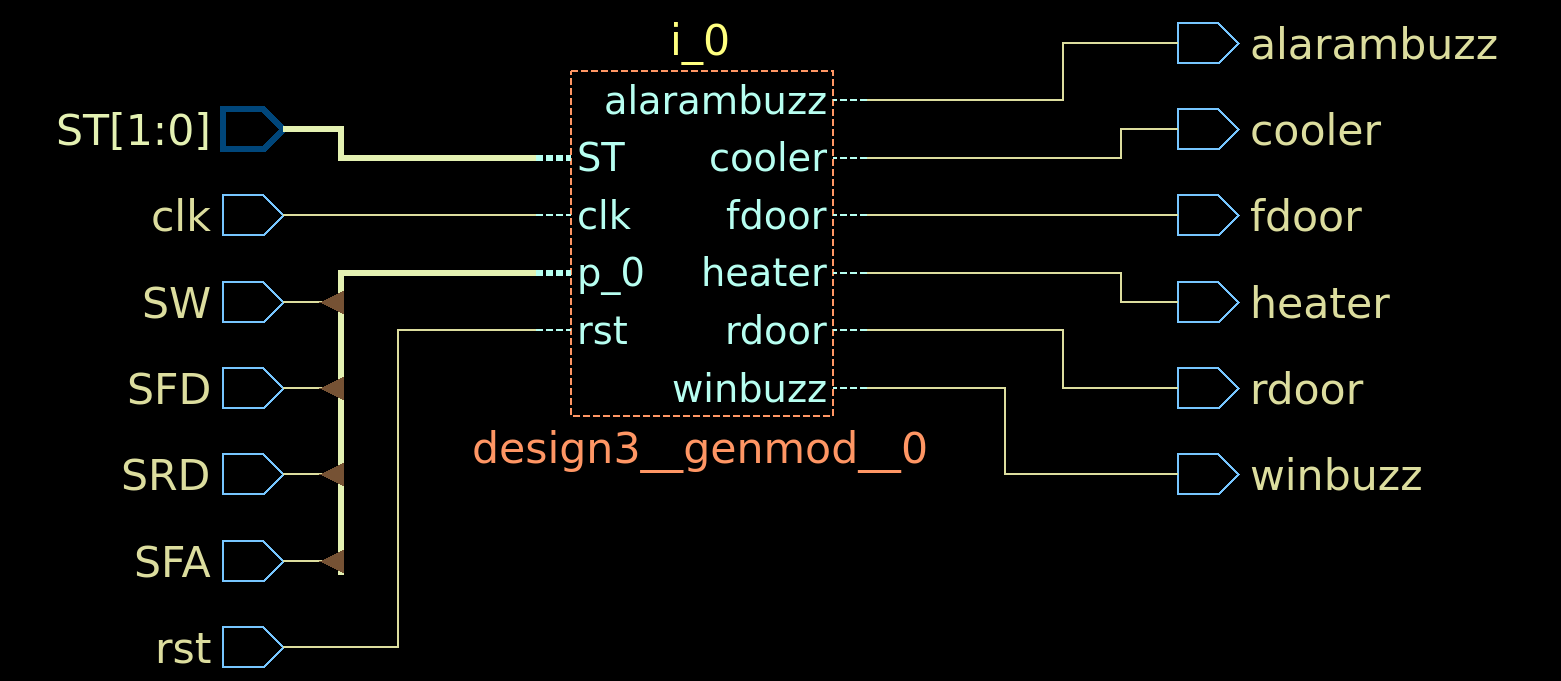 i_0
alarambuzz
ST[1:0]
clk
SW
SFD
SRD
SFA
rst
alarambuzz
ST cooler
clk fdoor
p_0 heater
rst rdoor
winbuzz
design3__genmod__0
cooler
fdoor
heater
rdoor
winbuzz